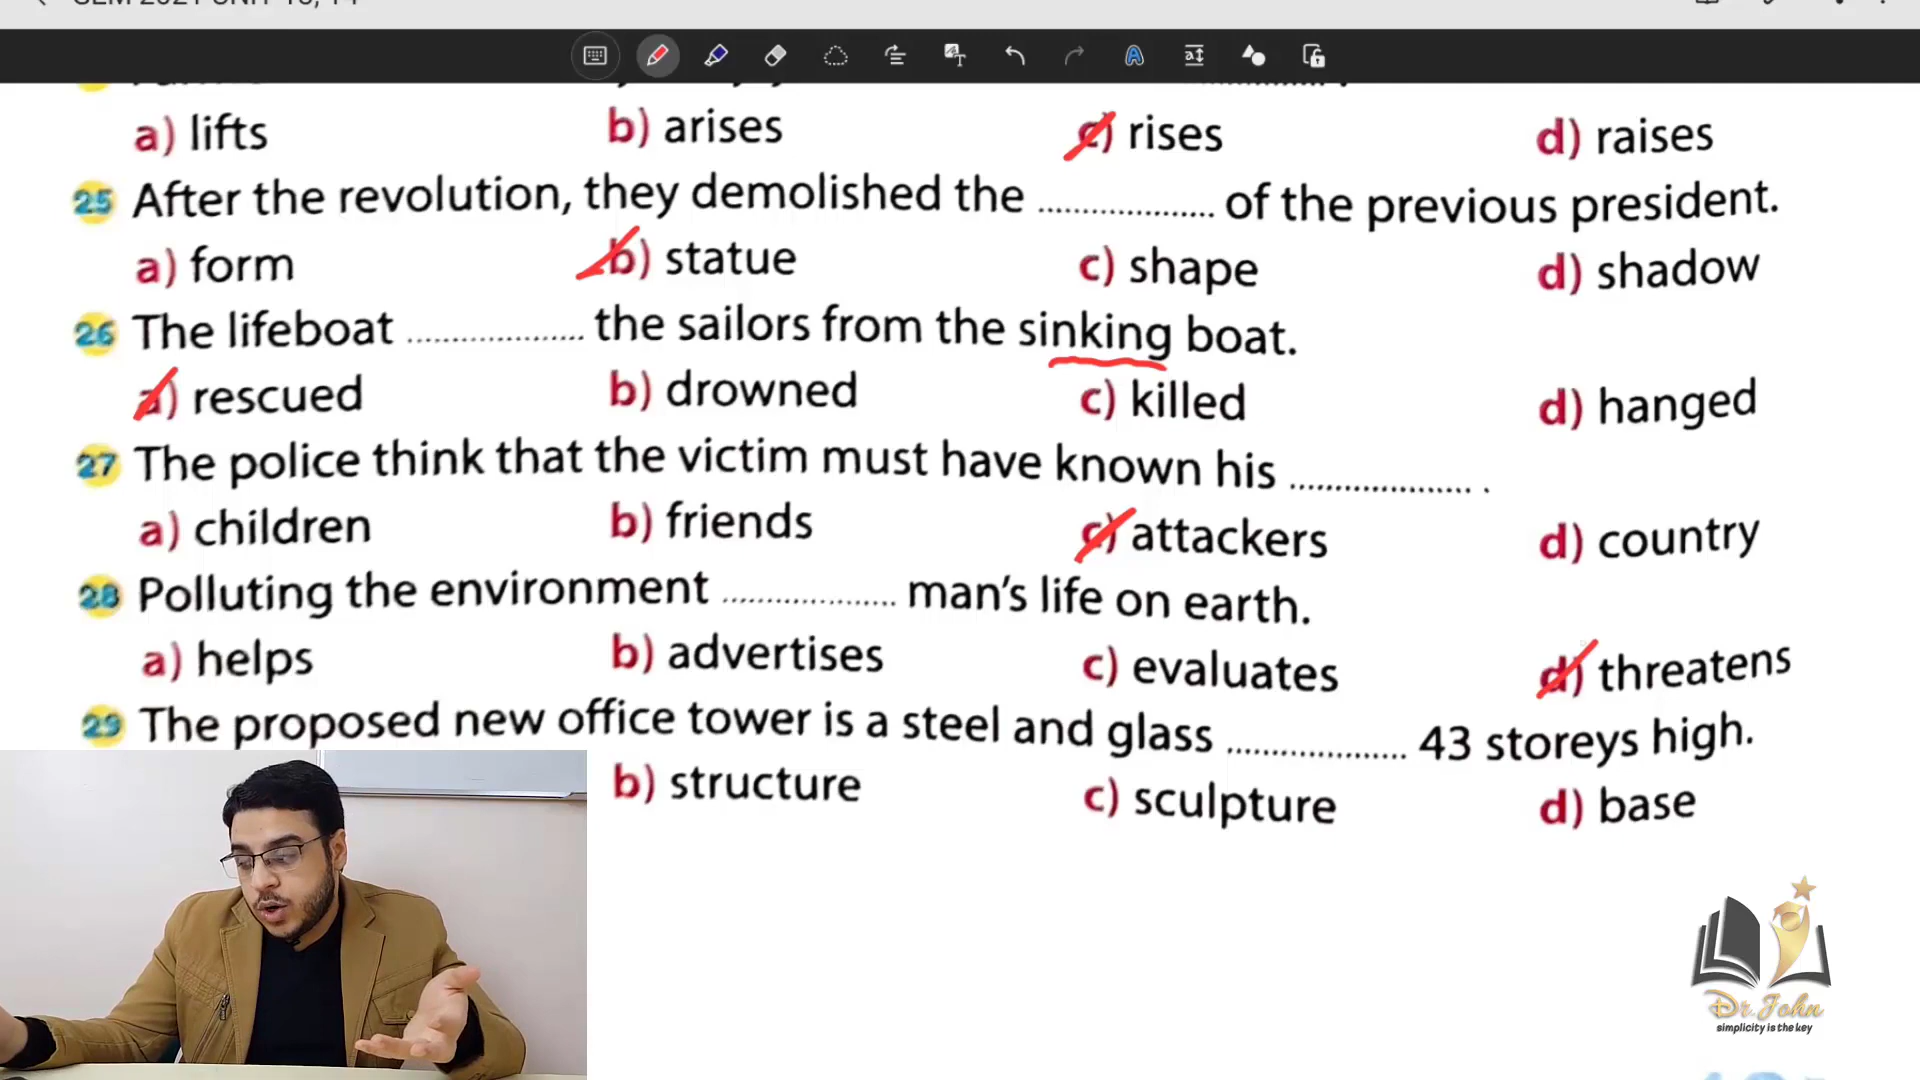 a) lifts b) arises c) rises d) raises
25 After the revolution, they demolished the .................... of the previous president.
a) form b) statue c) shape d) shadow
26 The lifeboat .................... the sailors from the sinking boat.
a) rescued b) drowned c) killed d) hanged
27 The police think that the victim must have known his .................... .
a) children b) friends c) attackers d) country
28 Polluting the environment .................... man's life on earth.
a) helps b) advertises c) evaluates d) threatens
29 The proposed new office tower is a steel and glass .................... 43 storeys high.
b) structure c) sculpture d) base
Dr. John
simplicity is the key